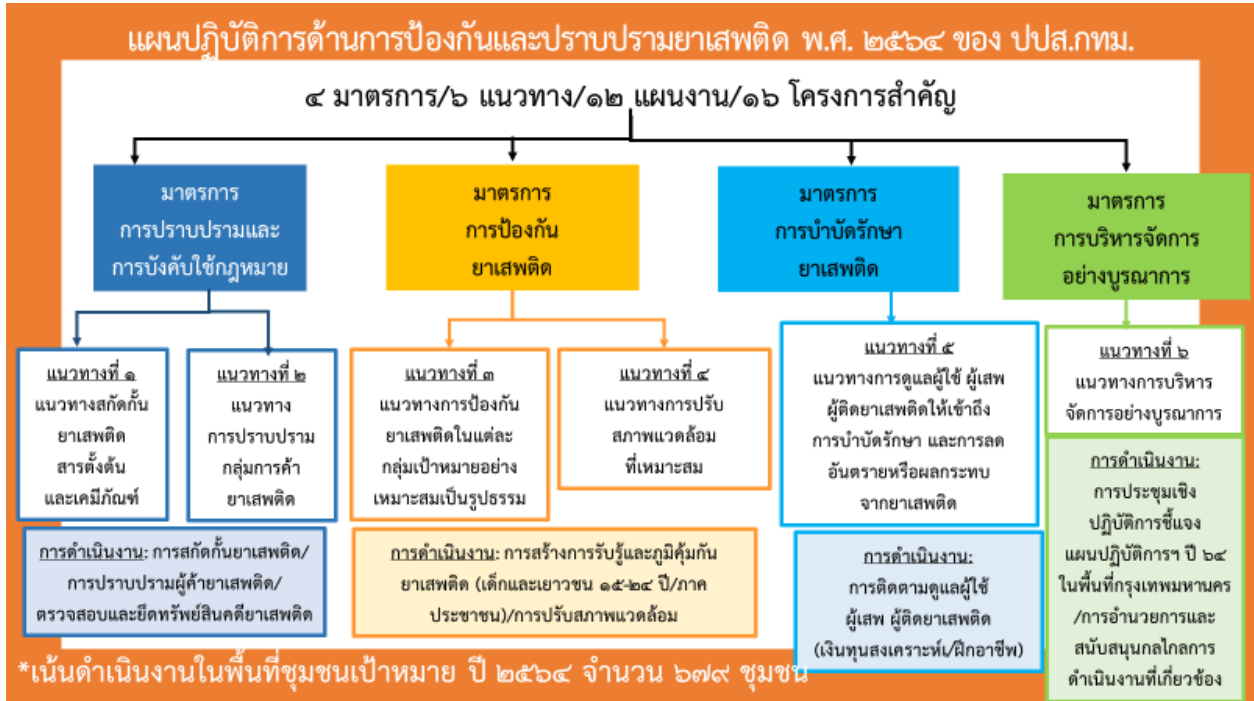 แผนปฏิบัติการด้านการป้องกันและปราบปรามยาเสพติด พ.ศ. ๒๕๖๔ ของ ปปส.กทม.
๔ มาตรการ/๖ แนวทาง/๑๒ แผนงาน/๑๖ โครงการสำคัญ
มาตรการ
การปราบปรามและ
การบังคับใช้กฎหมาย
มาตรการ
การป้องกัน
ยาเสพติด
มาตรการ
การบำบัดรักษา
ยาเสพติด
มาตรการ
การบริหารจัดการ
อย่างบูรณาการ
แนวทางที่ ๑
แนวทางสกัดกั้น
ยาเสพติด
สารตั้งต้น
และเคมีภัณฑ์
แนวทางที่ ๒
แนวทาง
การปราบปราม
กลุ่มการค้า
ยาเสพติด
แนวทางที่ ๓
แนวทางการป้องกัน
ยาเสพติดในแต่ละ
กลุ่มเป้าหมายอย่าง
เหมาะสมเป็นรูปธรรม
แนวทางที่ ๔
แนวทางการปรับ
สภาพแวดล้อม
ที่เหมาะสม
แนวทางที่ ๕
แนวทางการดูแลผู้ใช้ ผู้เสพ
ผู้ติดยาเสพติดให้เข้าถึง
การบำบัดรักษา และการลด
อันตรายหรือผลกระทบ
จากยาเสพติด
แนวทางที่ ๖
แนวทางการบริหาร
จัดการอย่างบูรณาการ
การดำเนินงาน: การสกัดกั้นยาเสพติด/
การปราบปรามผู้ค้ายาเสพติด/
ตรวจสอบและยึดทรัพย์สินคดียาเสพติด
การดำเนินงาน: การสร้างการรับรู้และภูมิคุ้มกัน
ยาเสพติด (เด็กและเยาวชน ๑๕-๒๔ ปี/ภาค
ประชาชน)/การปรับสภาพแวดล้อม
การดำเนินงาน:
การติดตามดูแลผู้ใช้
ผู้เสพ ผู้ติดยาเสพติด
(เงินทุนสงเคราะห์/ฝึกอาชีพ)
การดำเนินงาน:
การประชุมเชิง
ปฏิบัติการชี้แจง
แผนปฏิบัติการฯ ปี ๖๔
ในพื้นที่กรุงเทพมหานคร
/การอำนวยการและ
สนับสนุนกลไกลการ
ดำเนินงานที่เกี่ยวข้อง
*เน้นดำเนินงานในพื้นที่ชุมชนเป้าหมาย ปี ๒๕๖๔ จำนวน ๖๗๙ ชุมชน